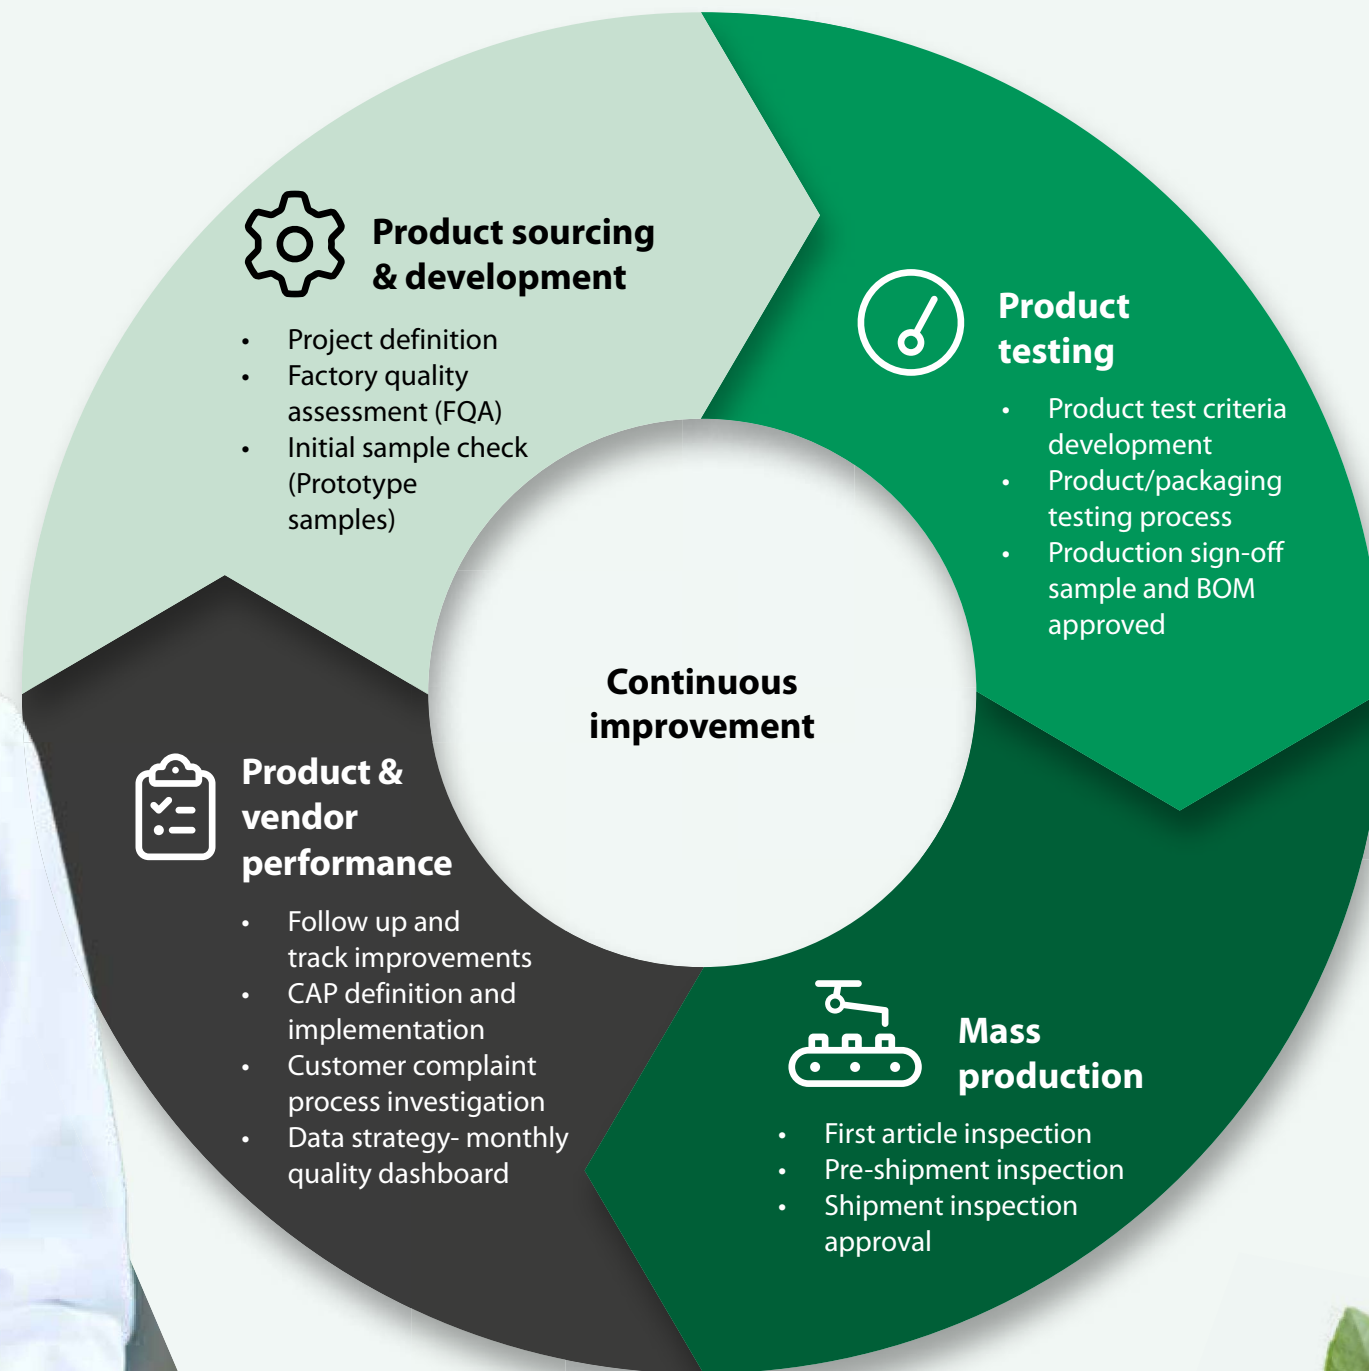 Product sourcing
& development
• Project definition
• Factory quality
assessment (FQA)
• Initial sample check
(Prototype
samples)
Product
testing
• Product test criteria
development
• Product/packaging
testing process
• Production sign-off
sample and BOM
approved
Continuous
improvement
Product &
vendor
performance
• Follow up and
track improvements
• CAP definition and
implementation
• Customer complaint
process investigation
• Data strategy- monthly
quality dashboard
Mass
production
• First article inspection
• Pre-shipment inspection
• Shipment inspection
approval